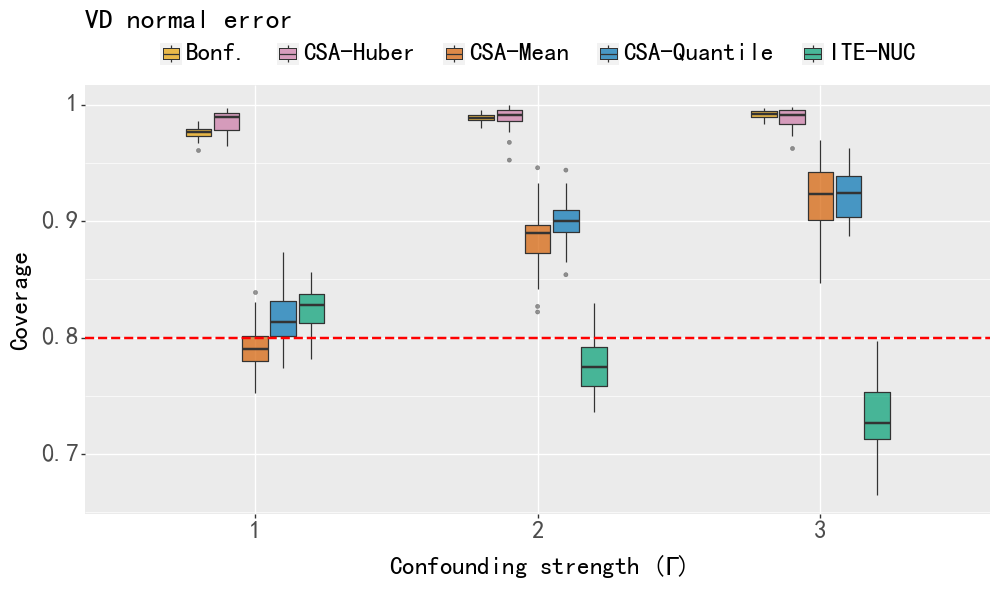 VD normal error
Bonf. CSA-Huber CSA-Mean CSA-Quantile ITE-NUC
1
0.9
0.8
0.7
Coverage
1 2 3
Confounding strength (Γ)